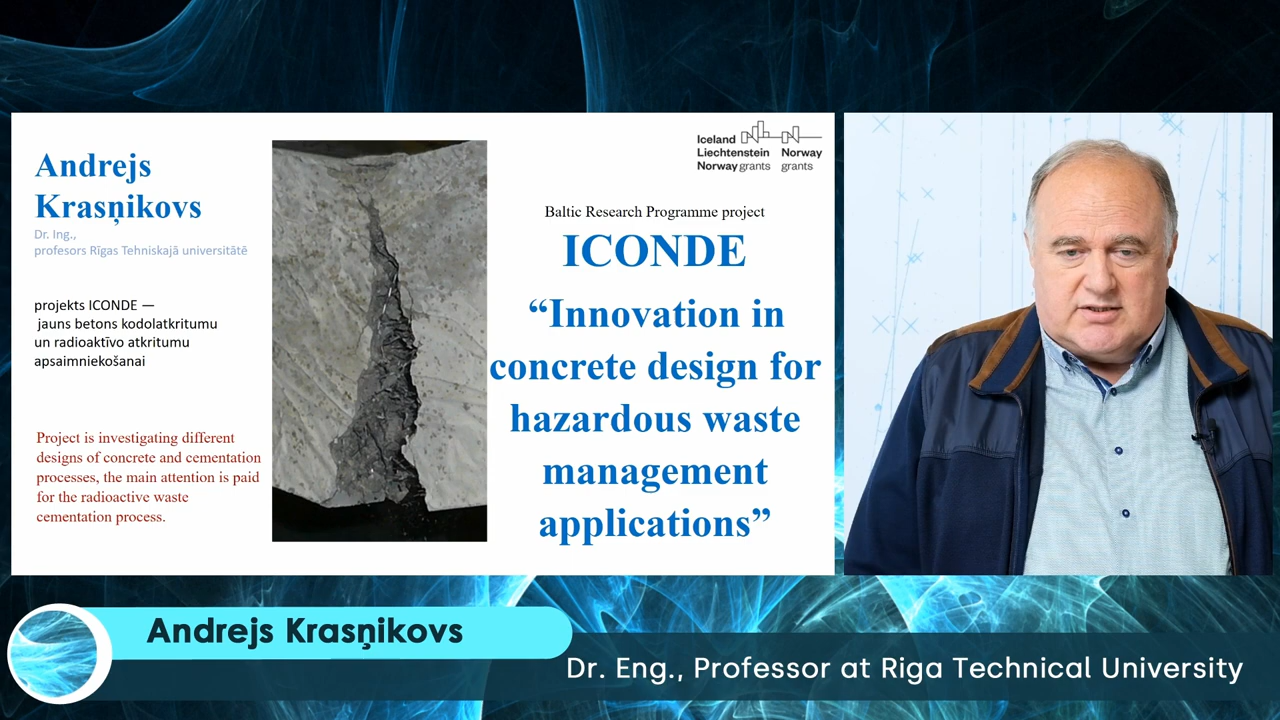 Andrejs
Krasņikovs
Dr. Ing.,
profesors Rīgas Tehniskajā universitātē
projekts ICONDE —
jauns betons kodolatkritumu
un radioaktīvo atkritumu
apsaimniekošanai
Project is investigating different
designs of concrete and cementation
processes, the main attention is paid
for the radioactive waste
cementation process.
Iceland
Liechtenstein
Norway grants
Norway
grants
Baltic Research Programme project
ICONDE
“Innovation in
concrete design for
hazardous waste
management
applications”
Andrejs Krasņikovs
Dr. Eng., Professor at Riga Technical University